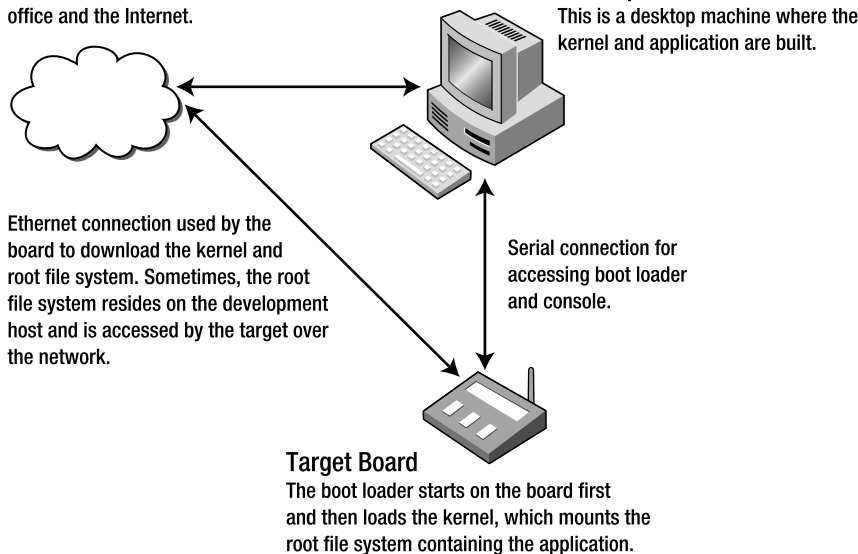 office and the Internet.
This is a desktop machine where the
kernel and application are built.
Ethernet connection used by the
board to download the kernel and
root file system. Sometimes, the root
file system resides on the development
host and is accessed by the target over
the network.
Serial connection for
accessing boot loader
and console.
Target Board
The boot loader starts on the board first
and then loads the kernel, which mounts the
root file system containing the application.